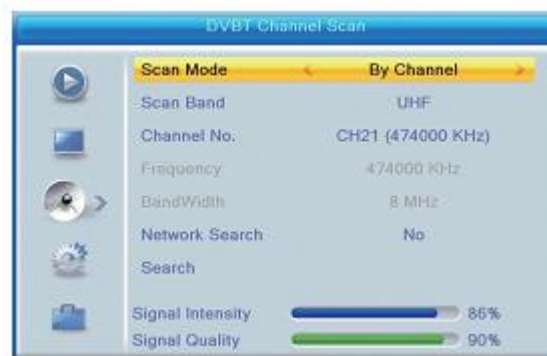 DVBT Channel Scan
Scan Mode By Channel
Scan Band UHF
Channel No. CH21 (474000 KHz)
Frequency 474000 KHz
BandWidth 8 MHz
Network Search No
Search
Signal Intensity 86%
Signal Quality 90%